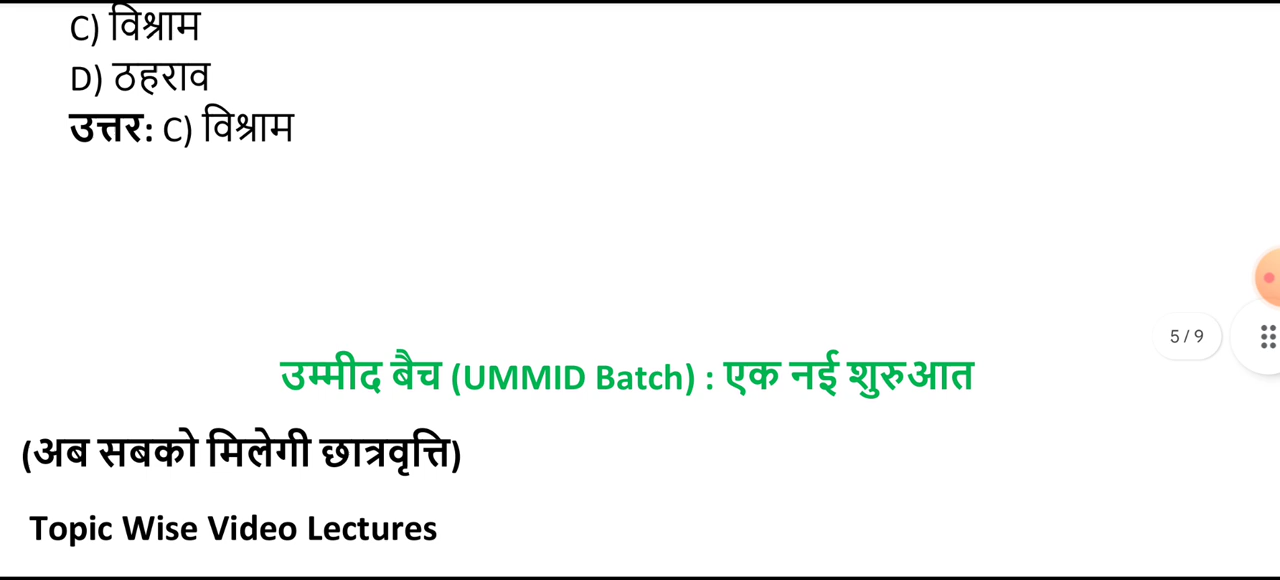 C) विश्राम
D) ठहराव
उत्तर: C) विश्राम
5 / 9
उम्मीद बैच (UMMID Batch) : एक नई शुरुआत
(अब सबको मिलेगी छात्रवृत्ति)
Topic Wise Video Lectures